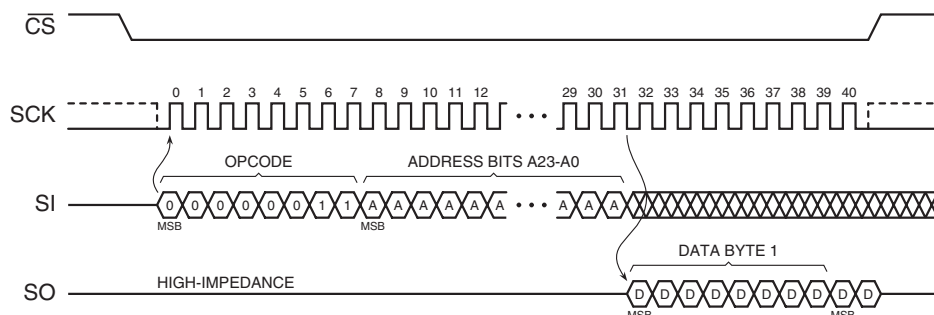 CS
0 1 2 3 4 5 6 7 8 9 10 11 12 29 30 31 32 33 34 35 36 37 38 39 40
SCK
OPCODE ADDRESS BITS A23-A0
SI 0 0 0 0 0 0 1 1 A A A A A A A A A
MSB MSB
DATA BYTE 1
HIGH-IMPEDANCE
SO D D D D D D D D D D
MSB MSB